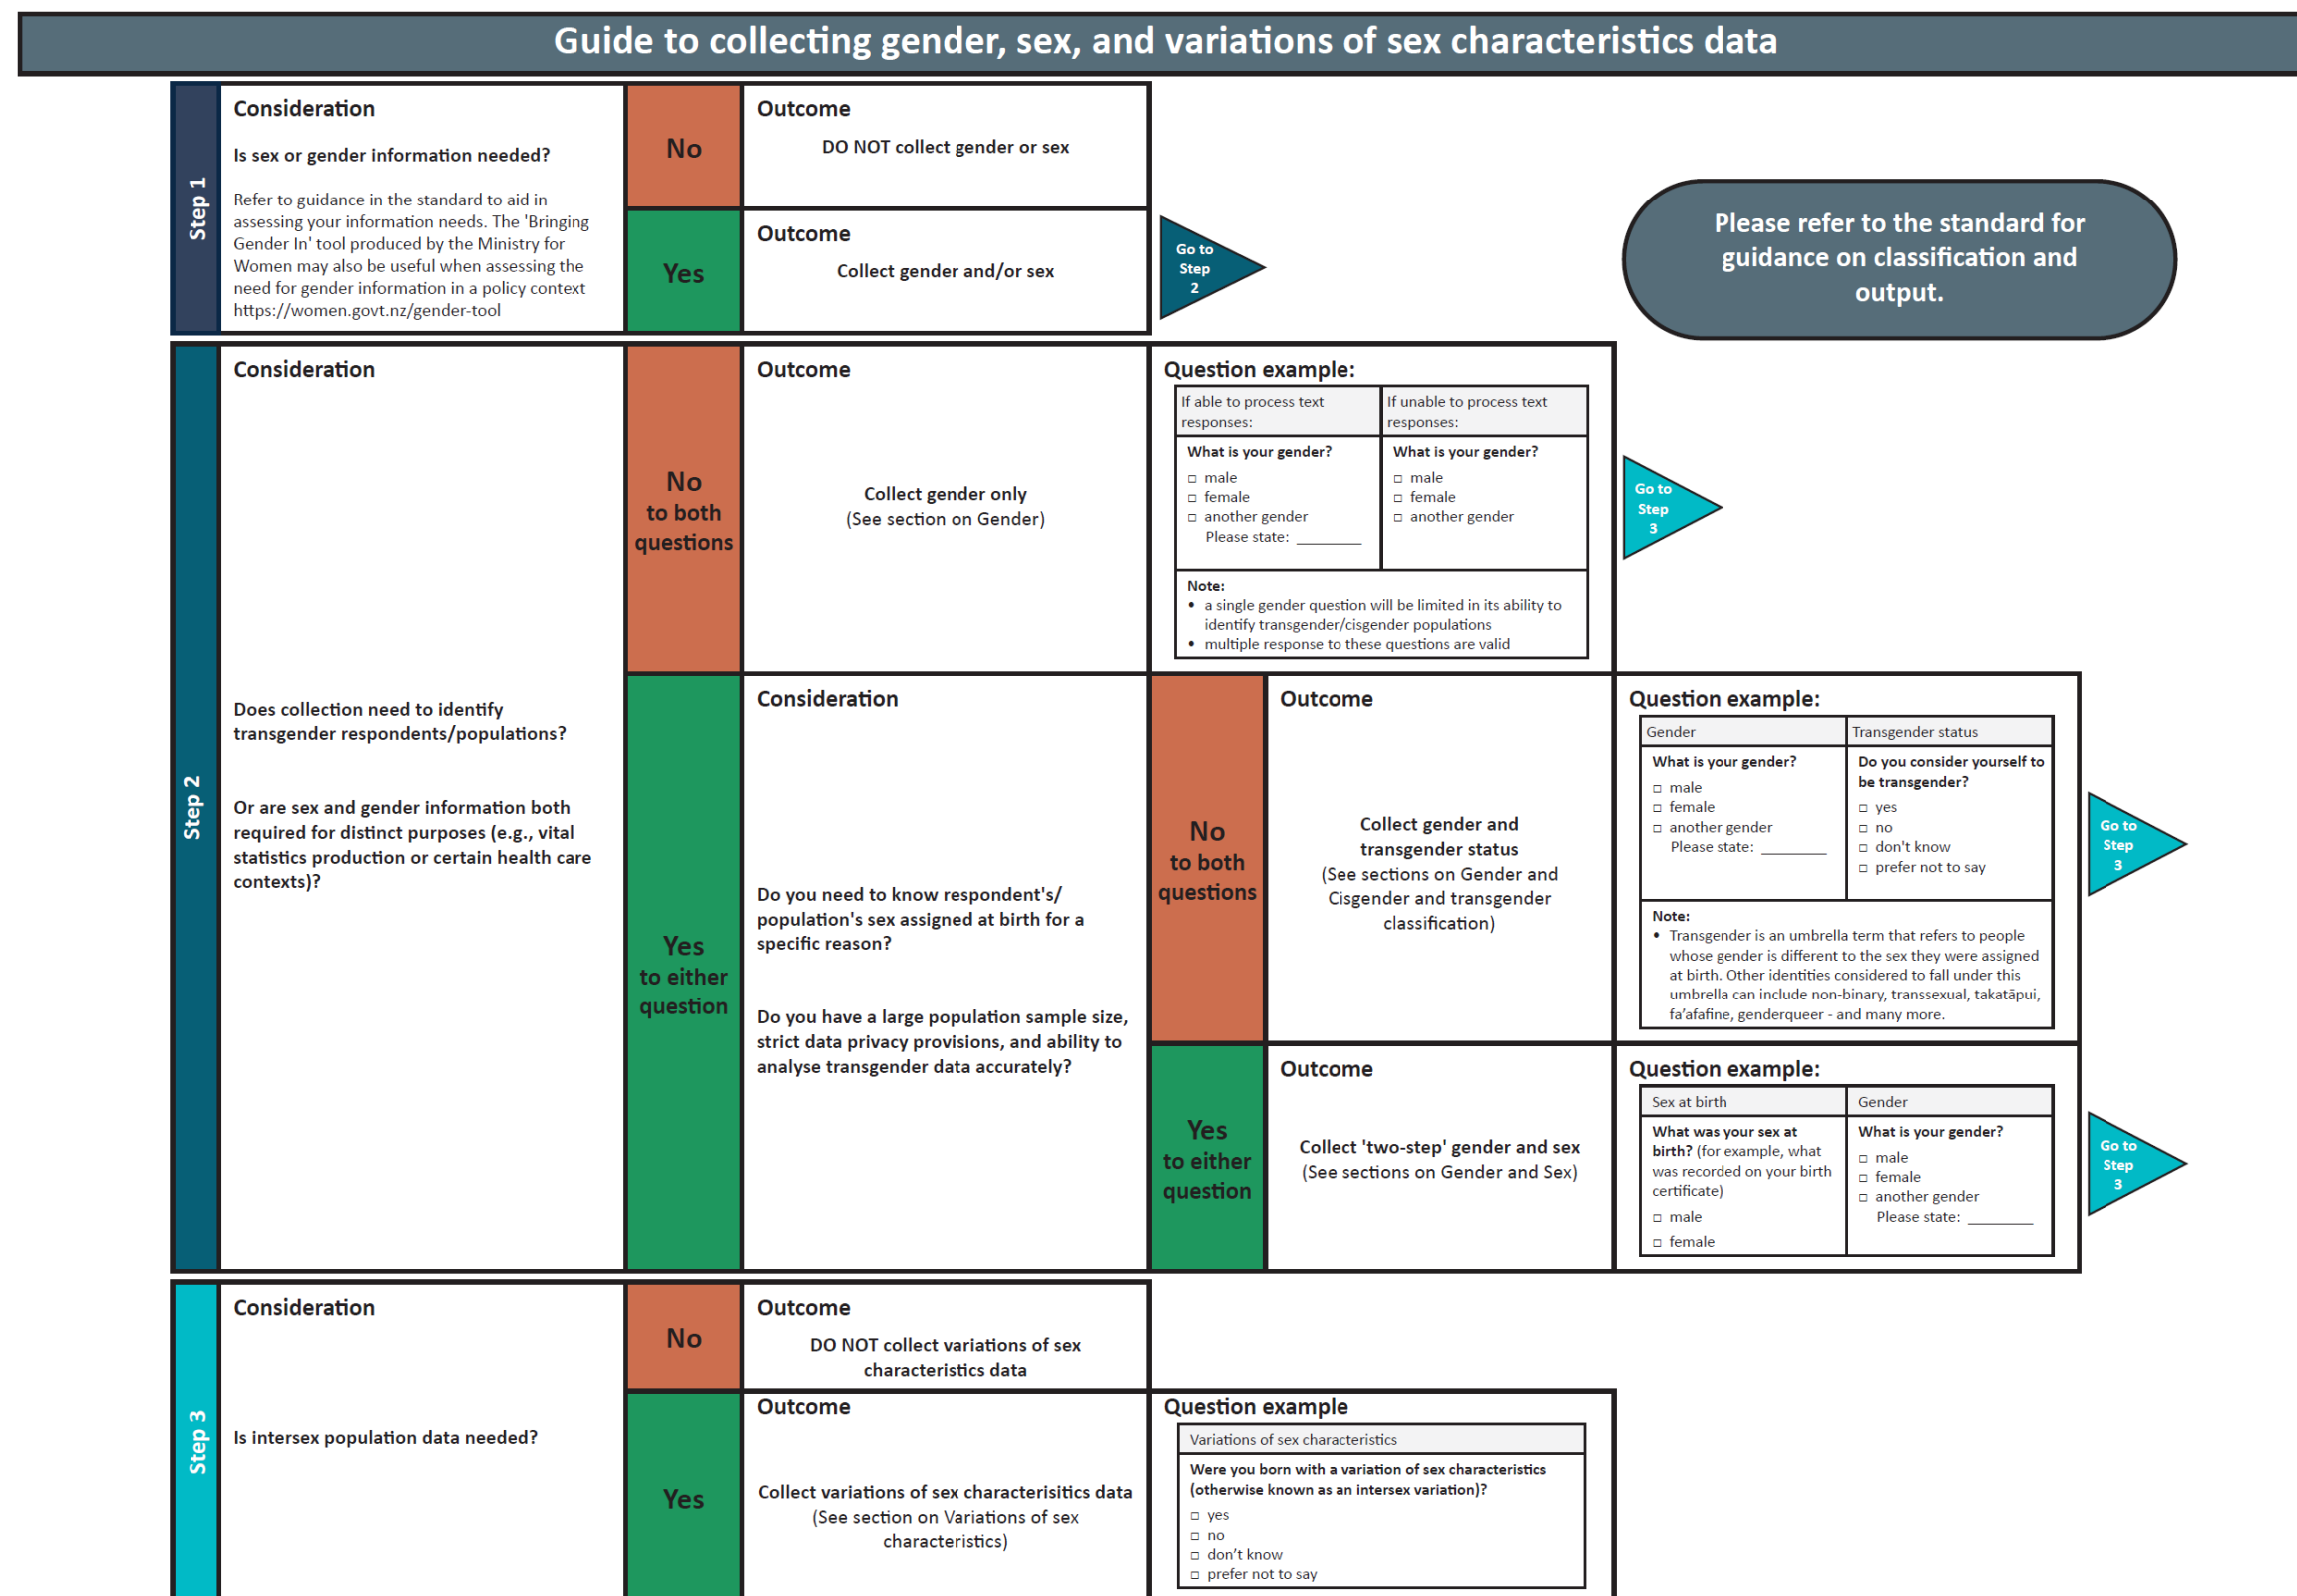 Guide to collecting gender, sex, and variations of sex characteristics data
Step 1
Consideration
Is sex or gender information needed?
Refer to guidance in the standard to aid in
assessing your information needs. The 'Bringing
Gender In' tool produced by the Ministry for
Women may also be useful when assessing the
need for gender information in a policy context
https://women.govt.nz/gender-tool
No
Outcome
DO NOT collect gender or sex
Yes
Outcome
Collect gender and/or sex
Go to
Step
2
Please refer to the standard for
guidance on classification and
output.
Step 2
Consideration
Does collection need to identify
transgender respondents/populations?
Or are sex and gender information both
required for distinct purposes (e.g., vital
statistics production or certain health care
contexts)?
No
to both
questions
Outcome
Collect gender only
(See section on Gender)
Question example:
If able to process text
responses:
What is your gender?
□ male
□ female
□ another gender
Please state: ________
If unable to process text
responses:
What is your gender?
□ male
□ female
□ another gender
Note:
• a single gender question will be limited in its ability to
identify transgender/cisgender populations
• multiple response to these questions are valid
Go to
Step
3
Yes
to either
question
Consideration
Do you need to know respondent's/
population's sex assigned at birth for a
specific reason?
Do you have a large population sample size,
strict data privacy provisions, and ability to
analyse transgender data accurately?
No
to both
questions
Outcome
Collect gender and
transgender status
(See sections on Gender and
Cisgender and transgender
classification)
Question example:
Gender
What is your gender?
□ male
□ female
□ another gender
Please state: ________
Transgender status
Do you consider yourself to
be transgender?
□ yes
□ no
□ don't know
□ prefer not to say
Note:
• Transgender is an umbrella term that refers to people
whose gender is different to the sex they were assigned
at birth. Other identities considered to fall under this
umbrella can include non-binary, transsexual, takatāpui,
fa'afafine, genderqueer - and many more.
Go to
Step
3
Yes
to either
question
Outcome
Collect 'two-step' gender and sex
(See sections on Gender and Sex)
Question example:
Sex at birth
What was your sex at
birth? (for example, what
was recorded on your birth
certificate)
□ male
□ female
Gender
What is your gender?
□ male
□ female
□ another gender
Please state: ________
Go to
Step
3
Step 3
Consideration
Is intersex population data needed?
No
Outcome
DO NOT collect variations of sex
characteristics data
Yes
Outcome
Collect variations of sex characterisitics data
(See section on Variations of sex
characteristics)
Question example
Variations of sex characteristics
Were you born with a variation of sex characteristics
(otherwise known as an intersex variation)?
□ yes
□ no
□ don't know
□ prefer not to say